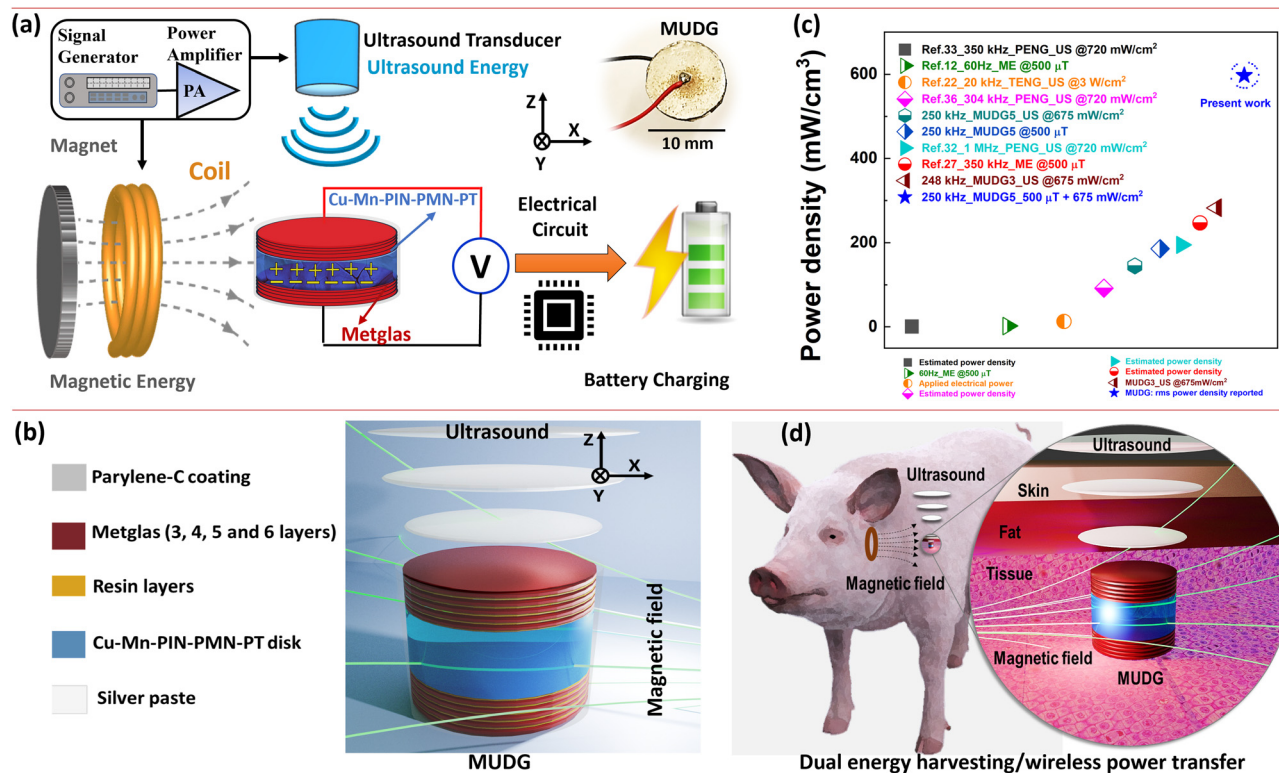 (a)
Signal
Generator
Power
Amplifier
PA
Ultrasound Transducer
Ultrasound Energy
MUDG
10 mm
Z
X
Y
Magnet
Coil
Magnetic Energy
Cu-Mn-PIN-PMN-PT
+ + + + + +
− − − − − −
Metglas
V
Electrical
Circuit
Battery Charging
(c)
Power density (mW/cm³)
600
400
200
0
Ref.33_350 kHz_PENG_US @720 mW/cm²
Ref.12_60Hz_ME @500 μT
Ref.22_20 kHz_TENG_US @3 W/cm²
Ref.36_304 kHz_PENG_US @720 mW/cm²
250 kHz_MUDG5_US @675 mW/cm²
250 kHz_MUDG5 @500 μT
Ref.32_1 MHz_PENG_US @720 mW/cm²
Ref.27_350 kHz_ME @500 μT
248 kHz_MUDG3_US @675 mW/cm²
250 kHz_MUDG5_500 μT + 675 mW/cm²
Present work
Estimated power density
60Hz_ME @500 μT
Applied electrical power
Estimated power density
Estimated power density
Estimated power density
MUDG3_US @675mW/cm²
MUDG: rms power density reported
(b)
Parylene-C coating
Metglas (3, 4, 5 and 6 layers)
Resin layers
Cu-Mn-PIN-PMN-PT disk
Silver paste
Ultrasound
Z
X
Y
Magnetic field
MUDG
(d)
Ultrasound
Magnetic field
Ultrasound
Skin
Fat
Tissue
Magnetic field
MUDG
Dual energy harvesting/wireless power transfer